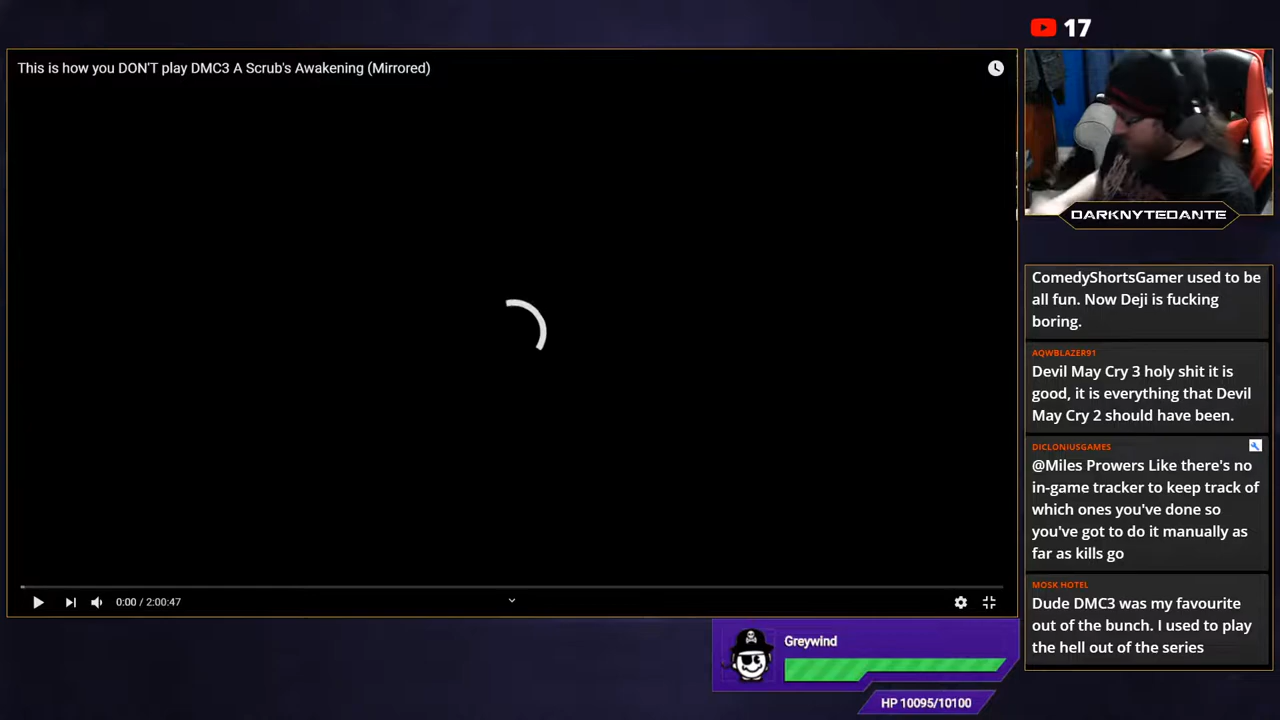 17
This is how you DON'T play DMC3 A Scrub's Awakening (Mirrored)
DARKNYTEDANTE
ComedyShortsGamer used to be
all fun. Now Deji is fucking
boring.
AQWBLAZER91
Devil May Cry 3 holy shit it is
good, it is everything that Devil
May Cry 2 should have been.
DICLONIUSGAMES
@Miles Prowers Like there's no
in-game tracker to keep track of
which ones you've done so
you've got to do it manually as
far as kills go
MOSK HOTEL
Dude DMC3 was my favourite
out of the bunch. I used to play
the hell out of the series
0:00 / 2:00:47
Greywind
HP 10095/10100